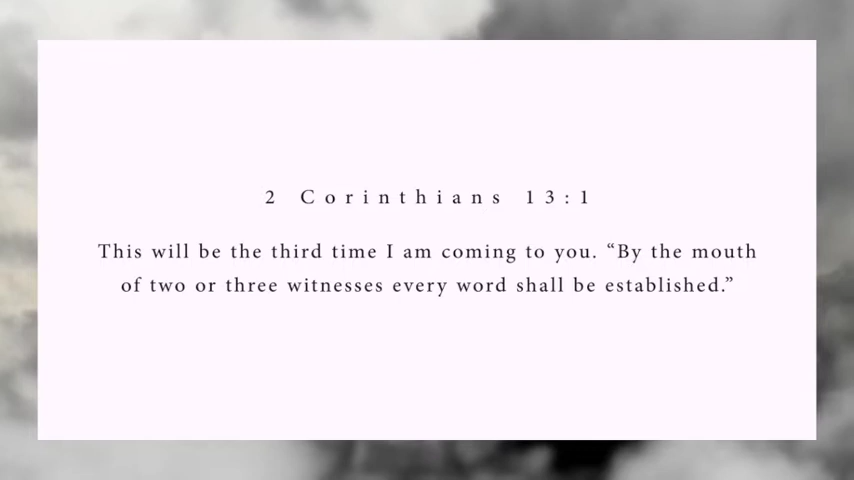 2 Corinthians 13:1
This will be the third time I am coming to you. “By the mouth
of two or three witnesses every word shall be established.”